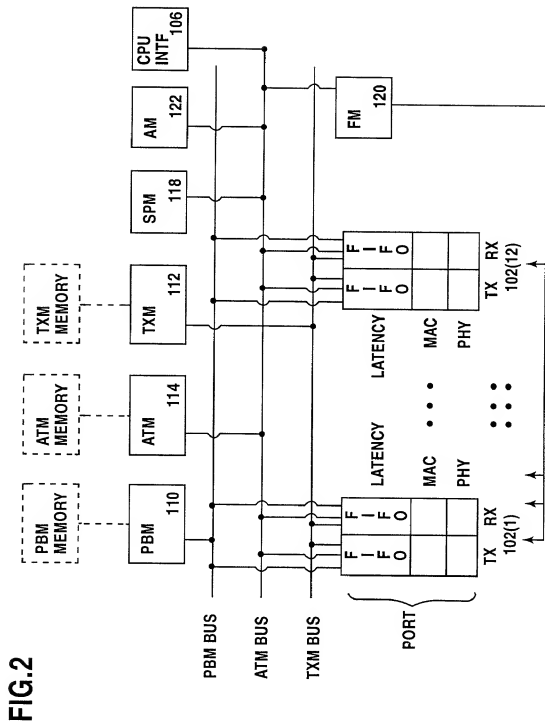 FIG.2
PBM
MEMORY
ATM
MEMORY
TXM
MEMORY
PBM
110
ATM
114
TXM
112
SPM
118
AM
122
CPU
INTF
106
PBM BUS
ATM BUS
TXM BUS
FM
120
PORT
FIFO
FIFO
LATENCY
LATENCY
FIFO
FIFO
MAC
MAC
PHY
PHY
TX RX
102(1)
TX RX
102(12)